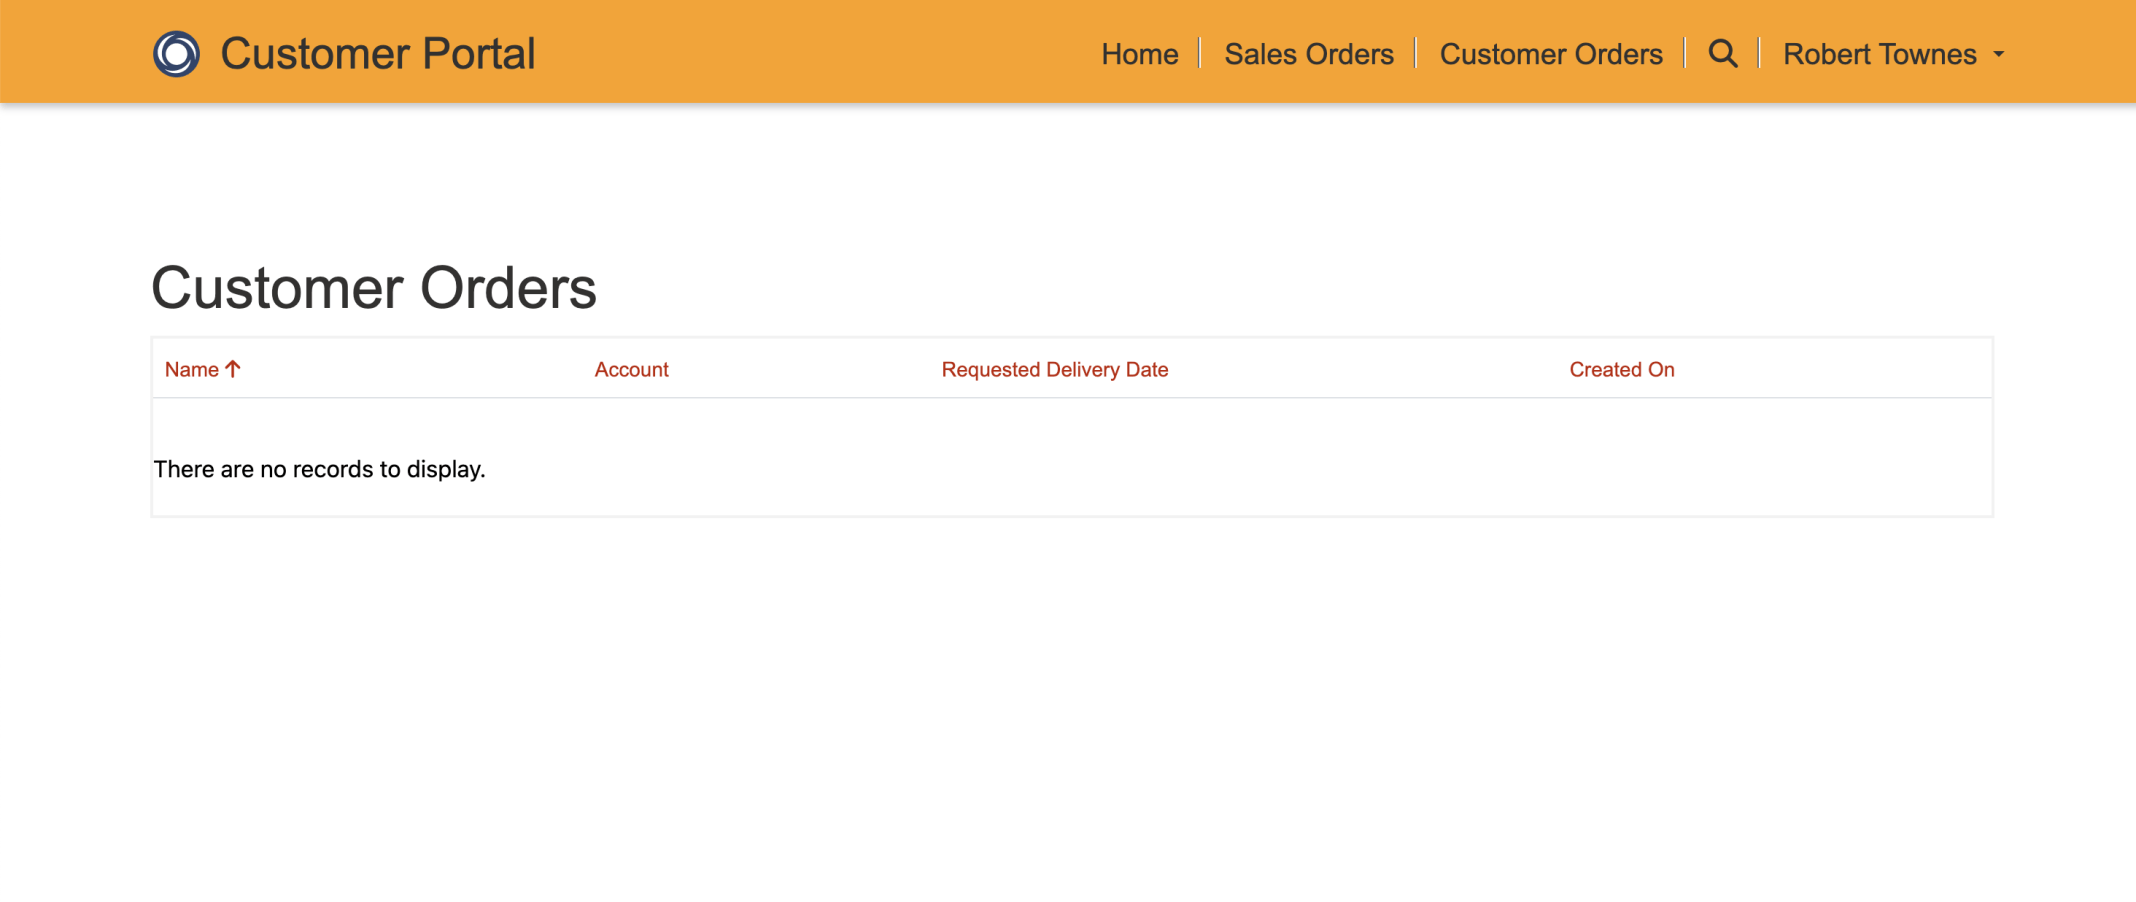 Customer Portal
Home Sales Orders Customer Orders Robert Townes
Customer Orders
Name Account Requested Delivery Date Created On
There are no records to display.